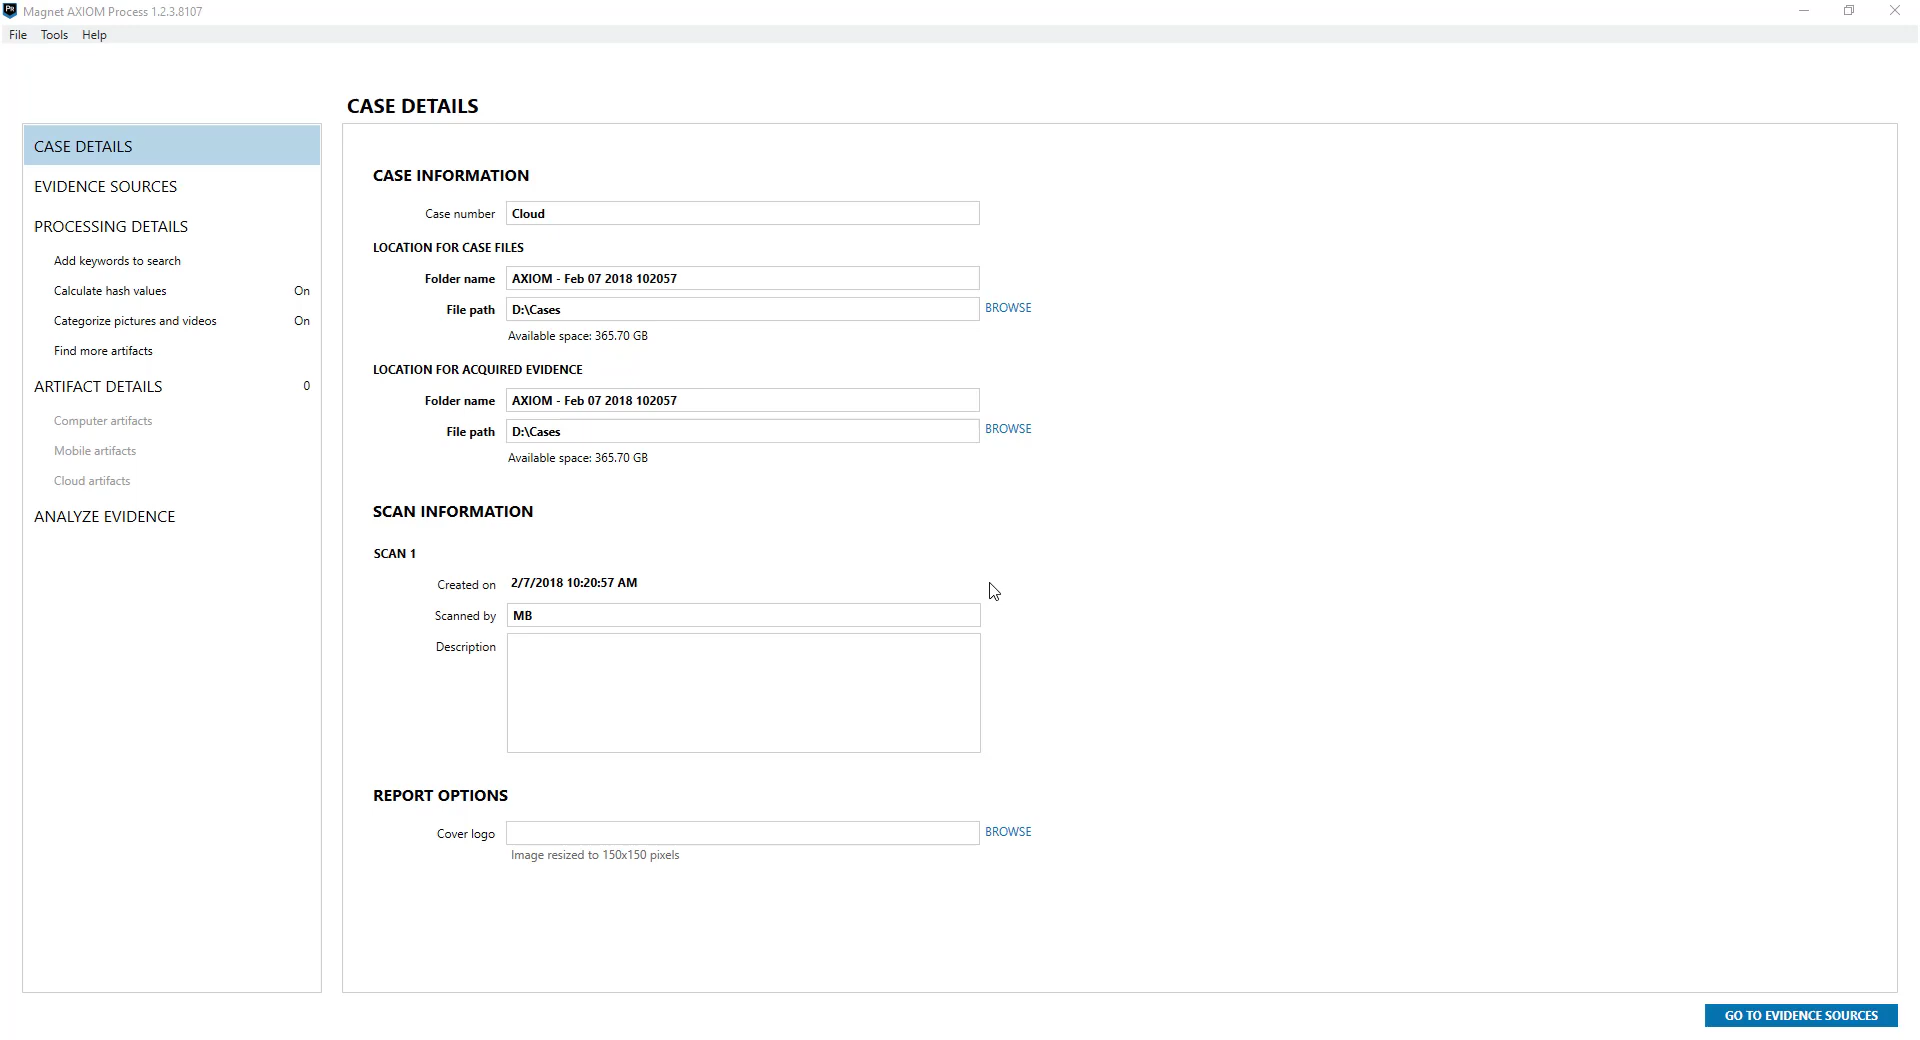 Magnet AXIOM Process 1.2.3.8107
File Tools Help
CASE DETAILS
CASE DETAILS
EVIDENCE SOURCES
PROCESSING DETAILS
Add keywords to search
Calculate hash values On
Categorize pictures and videos On
Find more artifacts
ARTIFACT DETAILS 0
Computer artifacts
Mobile artifacts
Cloud artifacts
ANALYZE EVIDENCE
CASE INFORMATION
Case number Cloud
LOCATION FOR CASE FILES
Folder name AXIOM - Feb 07 2018 102057
File path D:\Cases BROWSE
Available space: 365.70 GB
LOCATION FOR ACQUIRED EVIDENCE
Folder name AXIOM - Feb 07 2018 102057
File path D:\Cases BROWSE
Available space: 365.70 GB
SCAN INFORMATION
SCAN 1
Created on 2/7/2018 10:20:57 AM
Scanned by MB
Description
REPORT OPTIONS
Cover logo BROWSE
Image resized to 150x150 pixels
GO TO EVIDENCE SOURCES